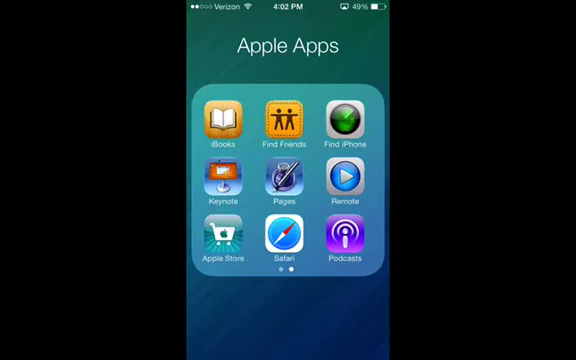 Verizon 4:02 PM 49%
Apple Apps
iBooks Find Friends Find iPhone
Keynote Pages Remote
Apple Store Safari Podcasts